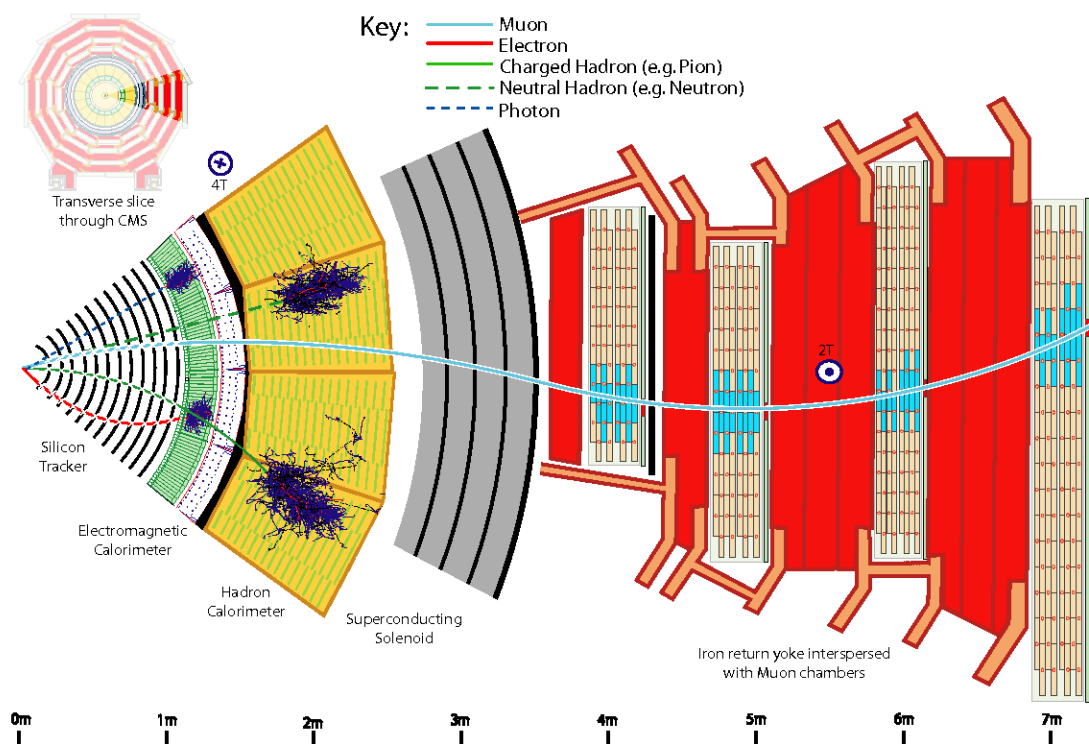 Key:
Muon
Electron
Charged Hadron (e.g. Pion)
Neutral Hadron (e.g. Neutron)
Photon
Transverse slice
through CMS
4T
2T
Silicon
Tracker
Electromagnetic
Calorimeter
Hadron
Calorimeter
Superconducting
Solenoid
Iron return yoke interspersed
with Muon chambers
0m 1m 2m 3m 4m 5m 6m 7m